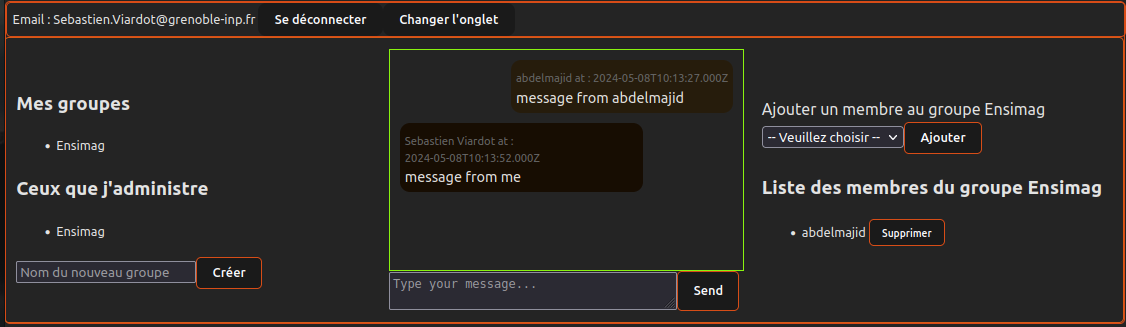 Email : Sebastien.Viardot@grenoble-inp.fr Se déconnecter Changer l'onglet
Mes groupes
Ensimag
Ceux que j'administre
Ensimag
Nom du nouveau groupe Créer
abdelmajid at : 2024-05-08T10:13:27.000Z
message from abdelmajid
Sebastien Viardot at :
2024-05-08T10:13:52.000Z
message from me
Type your message... Send
Ajouter un membre au groupe Ensimag
-- Veuillez choisir -- Ajouter
Liste des membres du groupe Ensimag
abdelmajid Supprimer